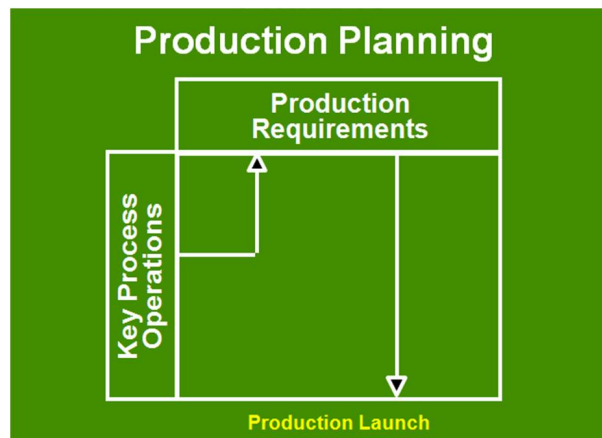 Production Planning
Production
Requirements
Key Process
Operations
Production Launch